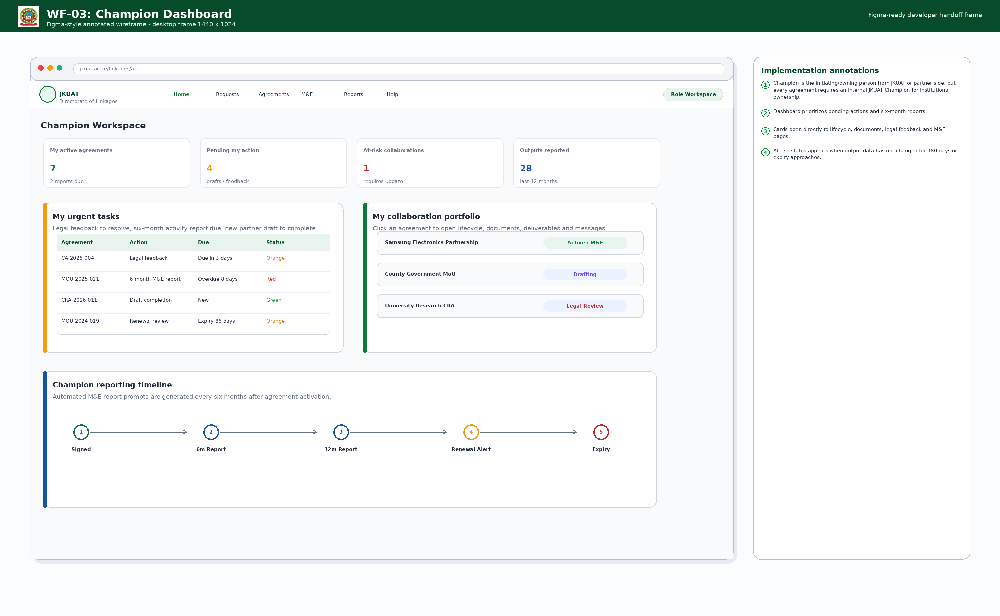 WF-03: Champion Dashboard
Figma-style annotated wireframe - desktop frame 1440 x 1024
Figma-ready developer handoff frame
jkuat.ac.ke/linkages/app
JKUAT
Directorate of Linkages
Home Requests Agreements M&E Reports Help
Role Workspace
Champion Workspace
My active agreements
7
2 reports due
Pending my action
4
drafts / feedback
At-risk collaborations
1
requires update
Outputs reported
28
last 12 months
My urgent tasks
Legal feedback to resolve, six-month activity report due, new partner draft to complete.
Agreement Action Due Status
CA-2026-004 Legal feedback Due in 3 days Orange
MOU-2025-021 6-month M&E report Overdue 8 days Red
CRA-2026-011 Draft completion New Green
MOU-2024-019 Renewal review Expiry 86 days Orange
My collaboration portfolio
Click an agreement to open lifecycle, documents, deliverables and messages.
Samsung Electronics Partnership Active / M&E
County Government MoU Drafting
University Research CRA Legal Review
Champion reporting timeline
Automated M&E report prompts are generated every six months after agreement activation.
1 2 3 4 5
Signed 6m Report 12m Report Renewal Alert Expiry
Implementation annotations
1 Champion is the initiating/owning person from JKUAT or partner side, but
every agreement requires an internal JKUAT Champion for institutional
ownership.
2 Dashboard prioritizes pending actions and six-month reports.
3 Cards open directly to lifecycle, documents, legal feedback and M&E
pages.
4 At-risk status appears when output data has not changed for 180 days or
expiry approaches.